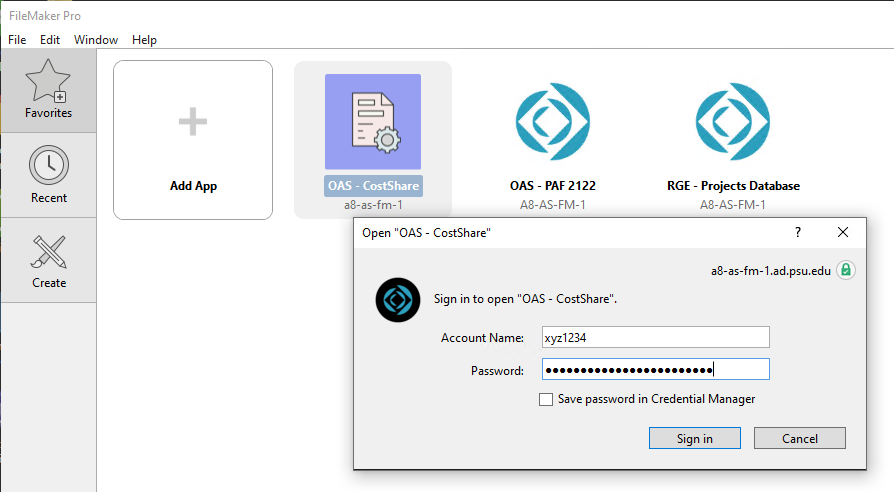 FileMaker Pro
File Edit Window Help
Favorites
Recent
Create
Add App
OAS - CostShare
a8-as-fm-1
OAS - PAF 2122
A8-AS-FM-1
RGE - Projects Database
A8-AS-FM-1
Open "OAS - CostShare"
?
a8-as-fm-1.ad.psu.edu
Sign in to open "OAS - CostShare".
Account Name: xyz1234
Password: ••••••••••••••••••••••••
Save password in Credential Manager
Sign in Cancel